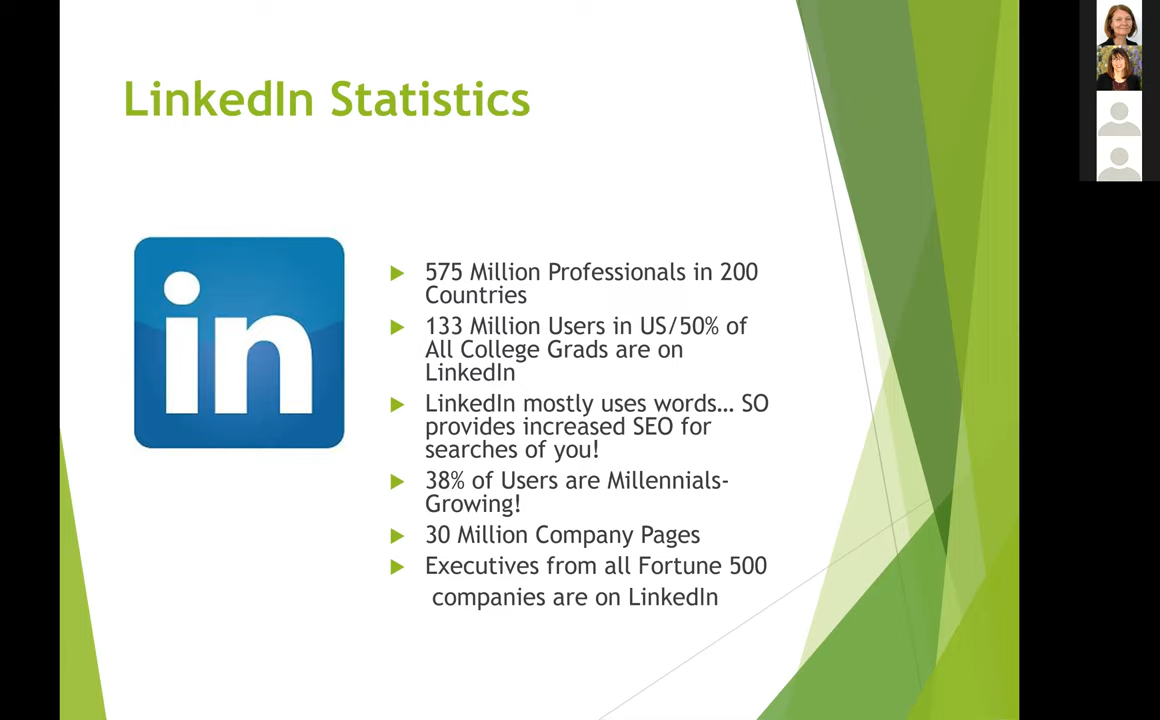 LinkedIn Statistics
in
575 Million Professionals in 200
Countries
133 Million Users in US/50% of
All College Grads are on
LinkedIn
LinkedIn mostly uses words... SO
provides increased SEO for
searches of you!
38% of Users are Millennials-
Growing!
30 Million Company Pages
Executives from all Fortune 500
companies are on LinkedIn